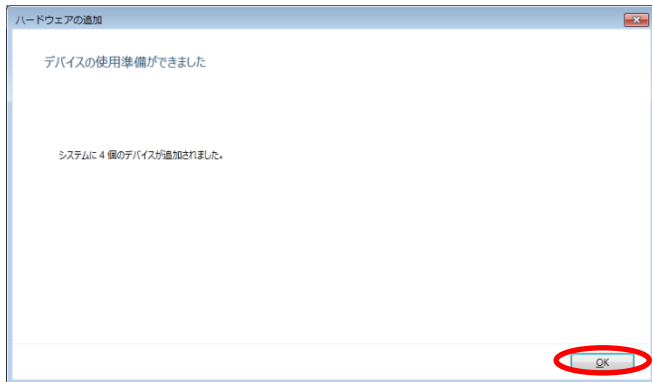 ハードウェアの追加
デバイスの使用準備ができました
システムに 4 個のデバイスが追加されました。
OK